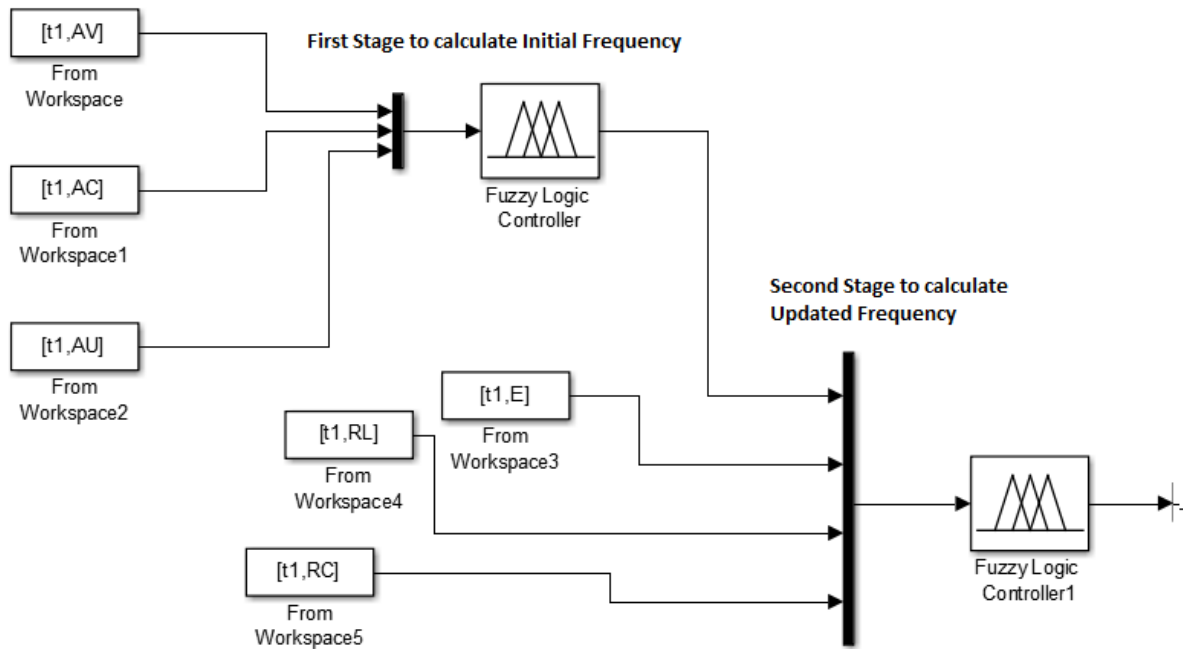 [t1,AV]
From
Workspace
First Stage to calculate Initial Frequency
Fuzzy Logic
Controller
[t1,AC]
From
Workspace1
[t1,AU]
From
Workspace2
Second Stage to calculate
Updated Frequency
[t1,E]
From
Workspace3
[t1,RL]
From
Workspace4
[t1,RC]
From
Workspace5
Fuzzy Logic
Controller1